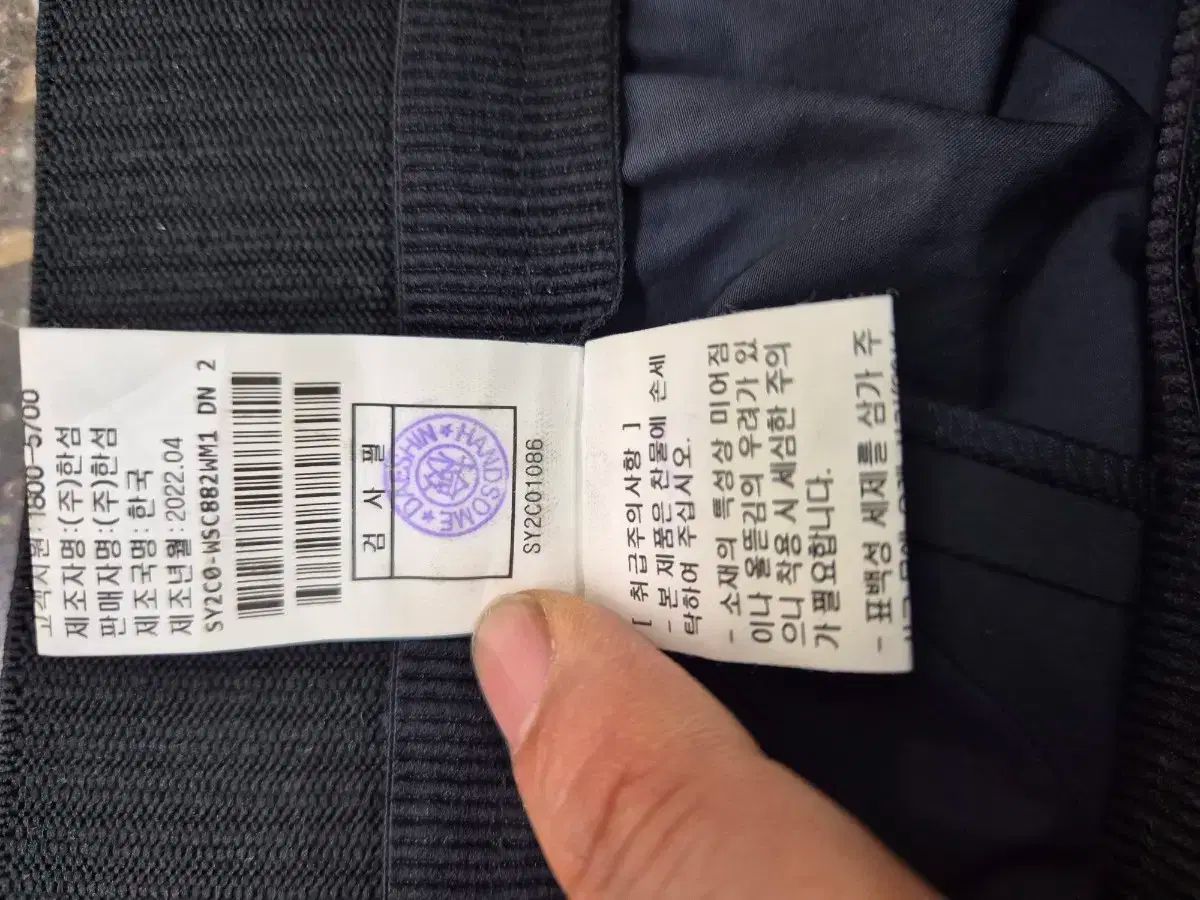 고객지원 1800-5700
제조자명:(주)한섬
판매자명:(주)한섬
제조국명:한국
제조년월:2022.04
SY2C0-WSC882WM1 DN 2
검 사 필
HANDSOME
SY2C01086
[ 취급주의사항 ]
- 본 제품은 찬물에 손세
탁하여 주십시오.
- 소재의 특성상 미어짐
이나 올뜯김의 우려가 있
으니 착용 시 세심한 주의
가 필요합니다.
- 표백성 세제를 삼가 주